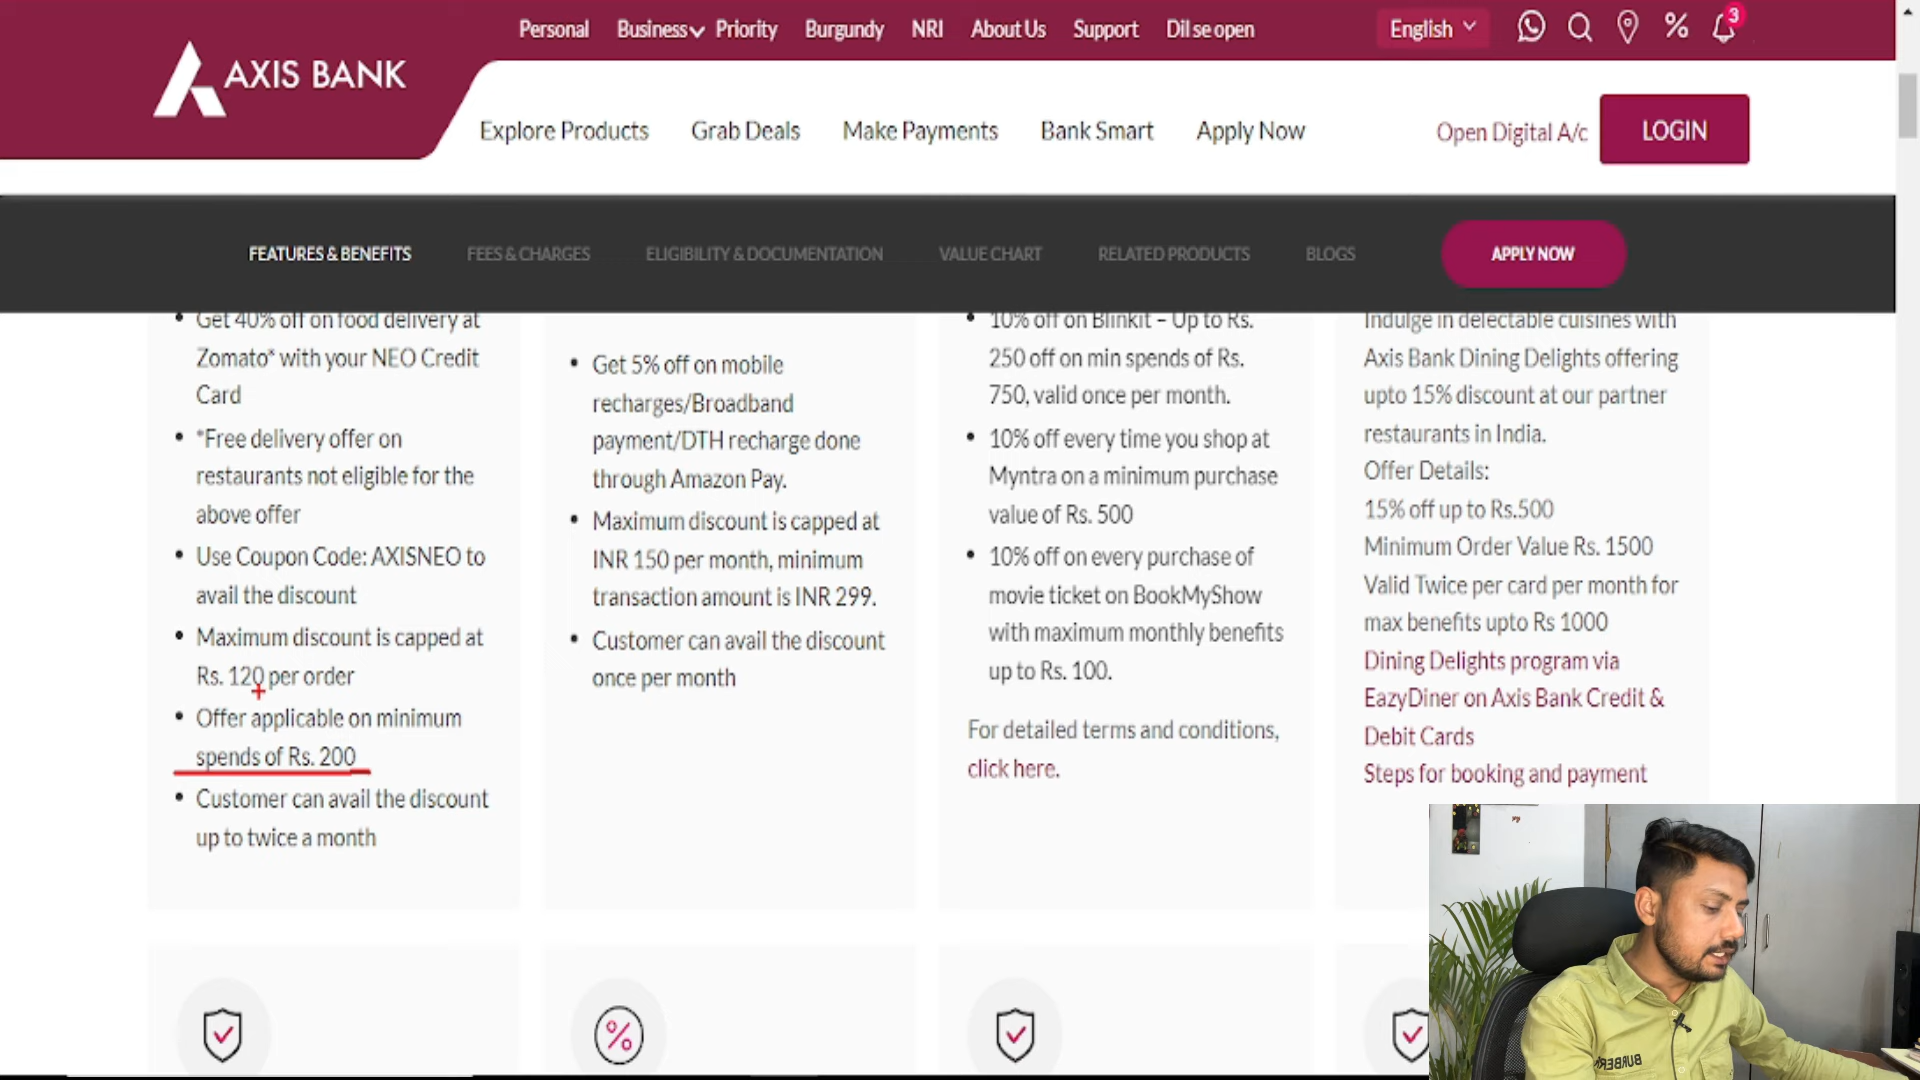 Personal Business Priority Burgundy NRI About Us Support Dil se open English 3
AXIS BANK
Explore Products Grab Deals Make Payments Bank Smart Apply Now Open Digital A/c LOGIN
FEATURES & BENEFITS FEES & CHARGES ELIGIBILITY & DOCUMENTATION VALUE CHART RELATED PRODUCTS BLOGS APPLY NOW
• Get 40% off on food delivery at
Zomato* with your NEO Credit
Card
• *Free delivery offer on
restaurants not eligible for the
above offer
• Use Coupon Code: AXISNEO to
avail the discount
• Maximum discount is capped at
Rs. 120 per order
• Offer applicable on minimum
spends of Rs. 200
• Customer can avail the discount
up to twice a month
• Get 5% off on mobile
recharges/Broadband
payment/DTH recharge done
through Amazon Pay.
• Maximum discount is capped at
INR 150 per month, minimum
transaction amount is INR 299.
• Customer can avail the discount
once per month
• 10% off on Blinkit – Up to Rs.
250 off on min spends of Rs.
750, valid once per month.
• 10% off every time you shop at
Myntra on a minimum purchase
value of Rs. 500
• 10% off on every purchase of
movie ticket on BookMyShow
with maximum monthly benefits
up to Rs. 100.
For detailed terms and conditions,
click here.
Indulge in delectable cuisines with
Axis Bank Dining Delights offering
upto 15% discount at our partner
restaurants in India.
Offer Details:
15% off up to Rs.500
Minimum Order Value Rs. 1500
Valid Twice per card per month for
max benefits upto Rs 1000
Dining Delights program via
EazyDiner on Axis Bank Credit &
Debit Cards
Steps for booking and payment